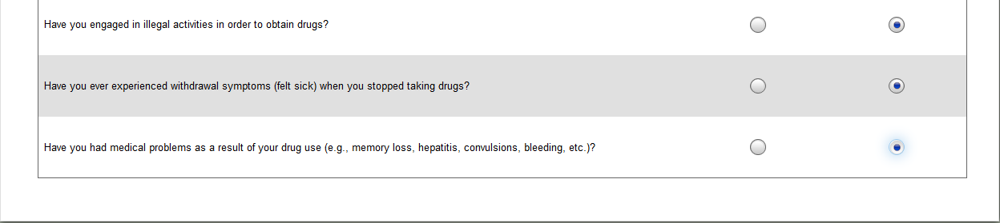 Have you engaged in illegal activities in order to obtain drugs?
Have you ever experienced withdrawal symptoms (felt sick) when you stopped taking drugs?
Have you had medical problems as a result of your drug use (e.g., memory loss, hepatitis, convulsions, bleeding, etc.)?